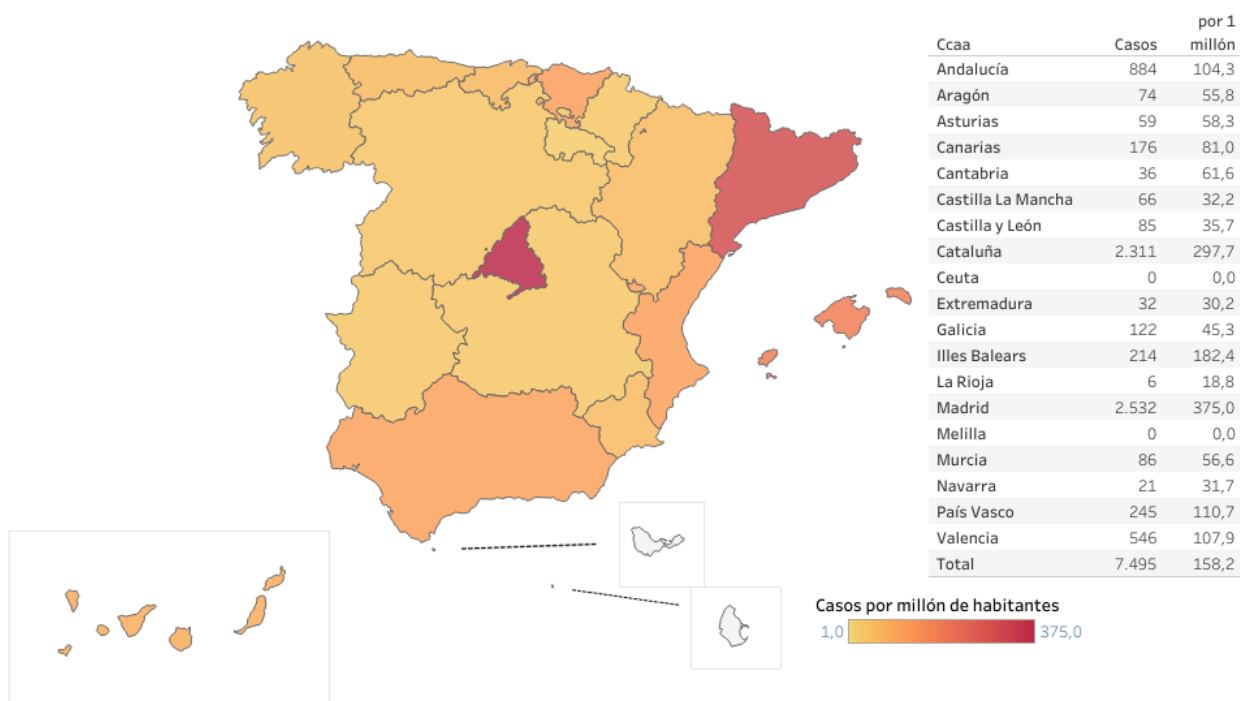 por 1
Ccaa Casos millón
Andalucía 884 104,3
Aragón 74 55,8
Asturias 59 58,3
Canarias 176 81,0
Cantabria 36 61,6
Castilla La Mancha 66 32,2
Castilla y León 85 35,7
Cataluña 2.311 297,7
Ceuta 0 0,0
Extremadura 32 30,2
Galicia 122 45,3
Illes Balears 214 182,4
La Rioja 6 18,8
Madrid 2.532 375,0
Melilla 0 0,0
Murcia 86 56,6
Navarra 21 31,7
País Vasco 245 110,7
Valencia 546 107,9
Total 7.495 158,2
Casos por millón de habitantes
1,0 375,0